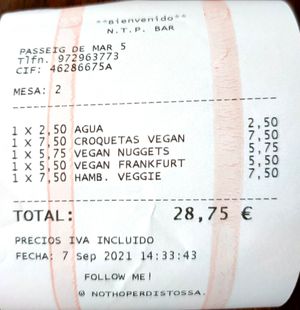 **Bienvenido**
N.T.P. BAR
PASSEIG DE MAR 5
Tlfn. 972963773
CIF: 46286675A
MESA: 2
1 X 2,50 AGUA 2,50
1 X 7,50 CROQUETAS VEGAN 7,50
1 X 5,75 VEGAN NUGGETS 5,75
1 X 5,50 VEGAN FRANKFURT 5,50
1 X 7,50 HAMB. VEGGIE 7,50
TOTAL: 28,75 €
PRECIOS IVA INCLUIDO
FECHA: 7 Sep 2021 14:33:43
FOLLOW ME!
@ NOTHOPERDISTOSSA.